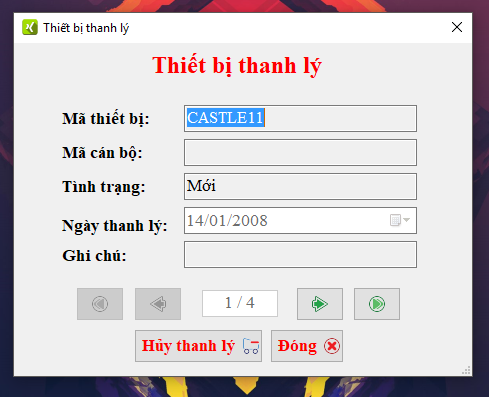 Thiết bị thanh lý
Thiết bị thanh lý
Mã thiết bị: CASTLE11
Mã cán bộ:
Tình trạng: Mới
Ngày thanh lý: 14/01/2008
Ghi chú:
1 / 4
Hủy thanh lý Đóng